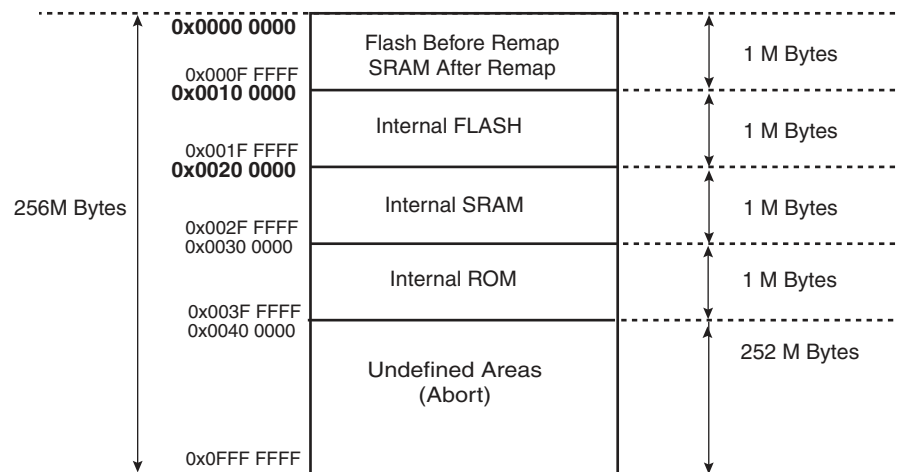 0x0000 0000
Flash Before Remap
SRAM After Remap
1 M Bytes
0x000F FFFF
0x0010 0000
Internal FLASH
1 M Bytes
0x001F FFFF
0x0020 0000
256M Bytes
Internal SRAM
1 M Bytes
0x002F FFFF
0x0030 0000
Internal ROM
1 M Bytes
0x003F FFFF
0x0040 0000
252 M Bytes
Undefined Areas
(Abort)
0x0FFF FFFF